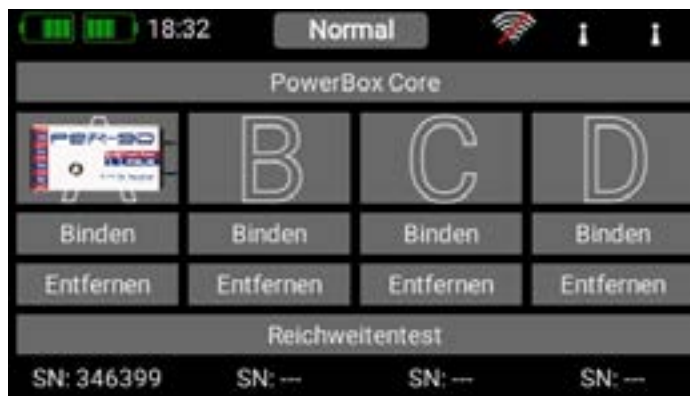 18:32 Normal
PowerBox Core
A B C D
Binden Binden Binden Binden
Entfernen Entfernen Entfernen Entfernen
Reichweitentest
SN: 346399 SN: --- SN: --- SN: ---